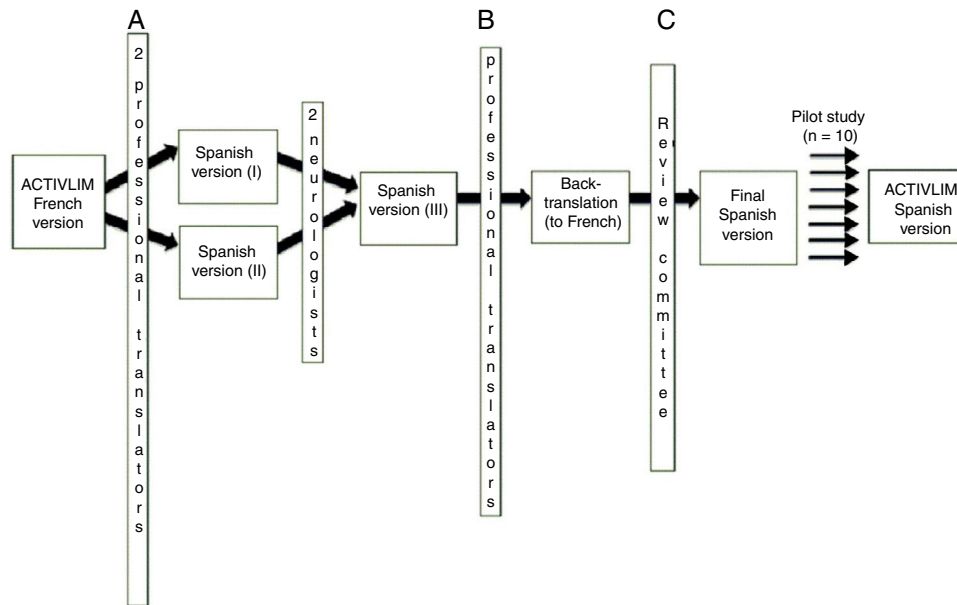 A
B
C
2 professional translators
2 neurologists
professional translators
Review committee
ACTIVLIM
French
version
Spanish
version (I)
Spanish
version (II)
Spanish
version (III)
Back-
translation
(to French)
Final
Spanish
version
Pilot study
(n = 10)
ACTIVLIM
Spanish
version